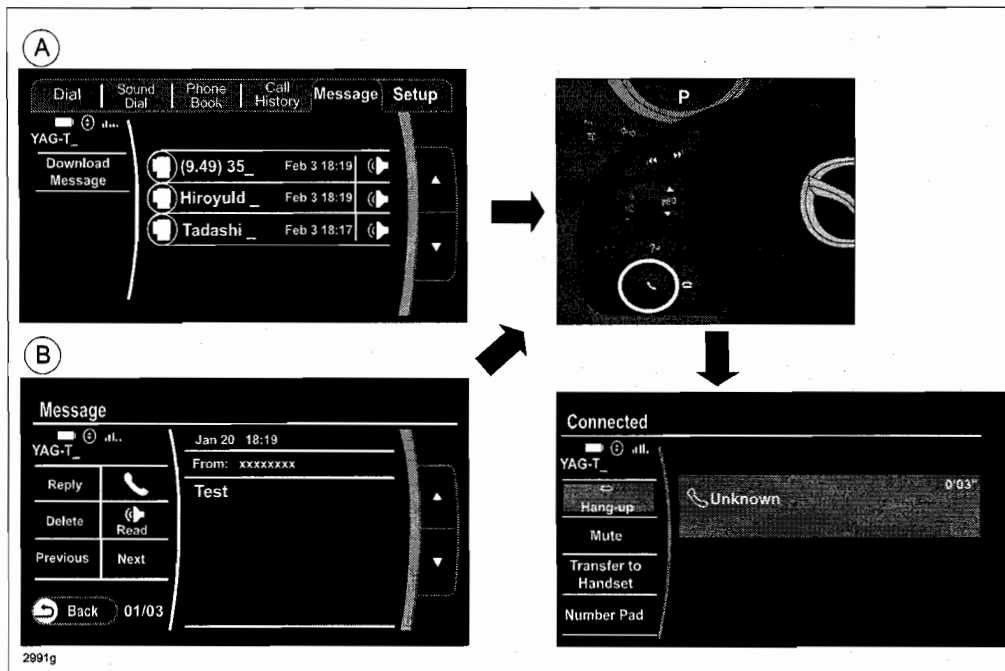 A
Dial
Sound Dial
Phone Book
Call History
Message
Setup
YAG-T_
Download
Message
(9.49) 35_ Feb 3 18:19
Hiroyuld _ Feb 3 18:19
Tadashi _ Feb 3 18:17
P
B
Message
YAG-T_
Jan 20 18:19
From: xxxxxxxx
Test
Reply
Delete
Read
Previous
Next
Back
01/03
Connected
YAG-T_
Hang-up
Mute
Transfer to
Handset
Number Pad
Unknown
0'03"
2991g